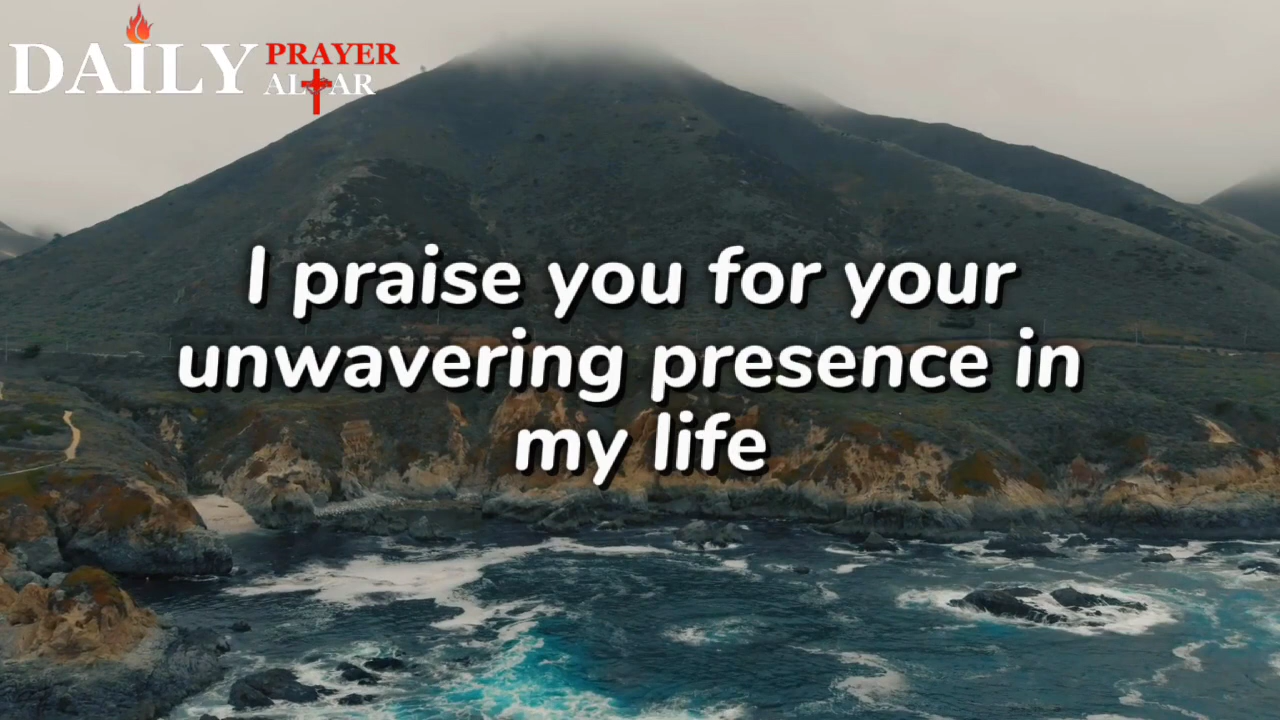 DAILY PRAYER
ALTAR
I praise you for your
unwavering presence in
my life